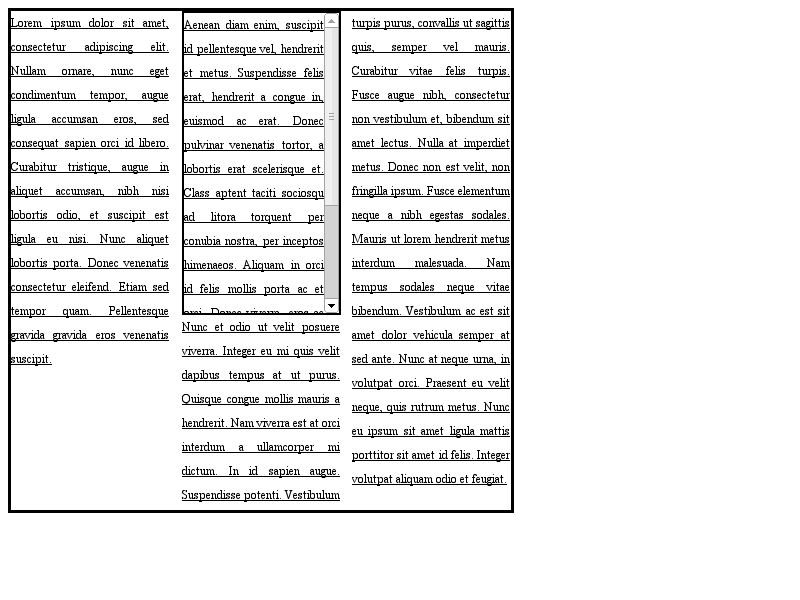 Lorem ipsum dolor sit amet,
consectetur adipiscing elit.
Nullam ornare, nunc eget
condimentum tempor, augue
ligula accumsan eros, sed
consequat sapien orci id libero.
Curabitur tristique, augue in
aliquet accumsan, nibh nisi
lobortis odio, et suscipit est
ligula eu nisi. Nunc aliquet
lobortis porta. Donec venenatis
consectetur eleifend. Etiam sed
tempor quam. Pellentesque
gravida gravida eros venenatis
suscipit.
Aenean diam enim, suscipit
id pellentesque vel, hendrerit
et metus. Suspendisse felis
erat, hendrerit a congue in,
euismod ac erat. Donec
pulvinar venenatis tortor, a
lobortis erat scelerisque et.
Class aptent taciti sociosqu
ad litora torquent per
conubia nostra, per inceptos
himenaeos. Aliquam in orci
id felis mollis porta ac et
orci. Donec viverra, eros ac
Nunc et odio ut velit posuere
viverra. Integer eu mi quis velit
dapibus tempus at ut purus.
Quisque congue mollis mauris a
hendrerit. Nam viverra est at orci
interdum a ullamcorper mi
dictum. In id sapien augue.
Suspendisse potenti. Vestibulum
turpis purus, convallis ut sagittis
quis, semper vel mauris.
Curabitur vitae felis turpis.
Fusce augue nibh, consectetur
non vestibulum et, bibendum sit
amet lectus. Nulla at imperdiet
metus. Donec non est velit, non
fringilla ipsum. Fusce elementum
neque a nibh egestas sodales.
Mauris ut lorem hendrerit metus
interdum malesuada. Nam
tempus sodales neque vitae
bibendum. Vestibulum ac est sit
amet dolor vehicula semper at
sed ante. Nunc at neque urna, in
volutpat orci. Praesent eu velit
neque, quis rutrum metus. Nunc
eu ipsum sit amet ligula mattis
porttitor sit amet id felis. Integer
volutpat aliquam odio et feugiat.